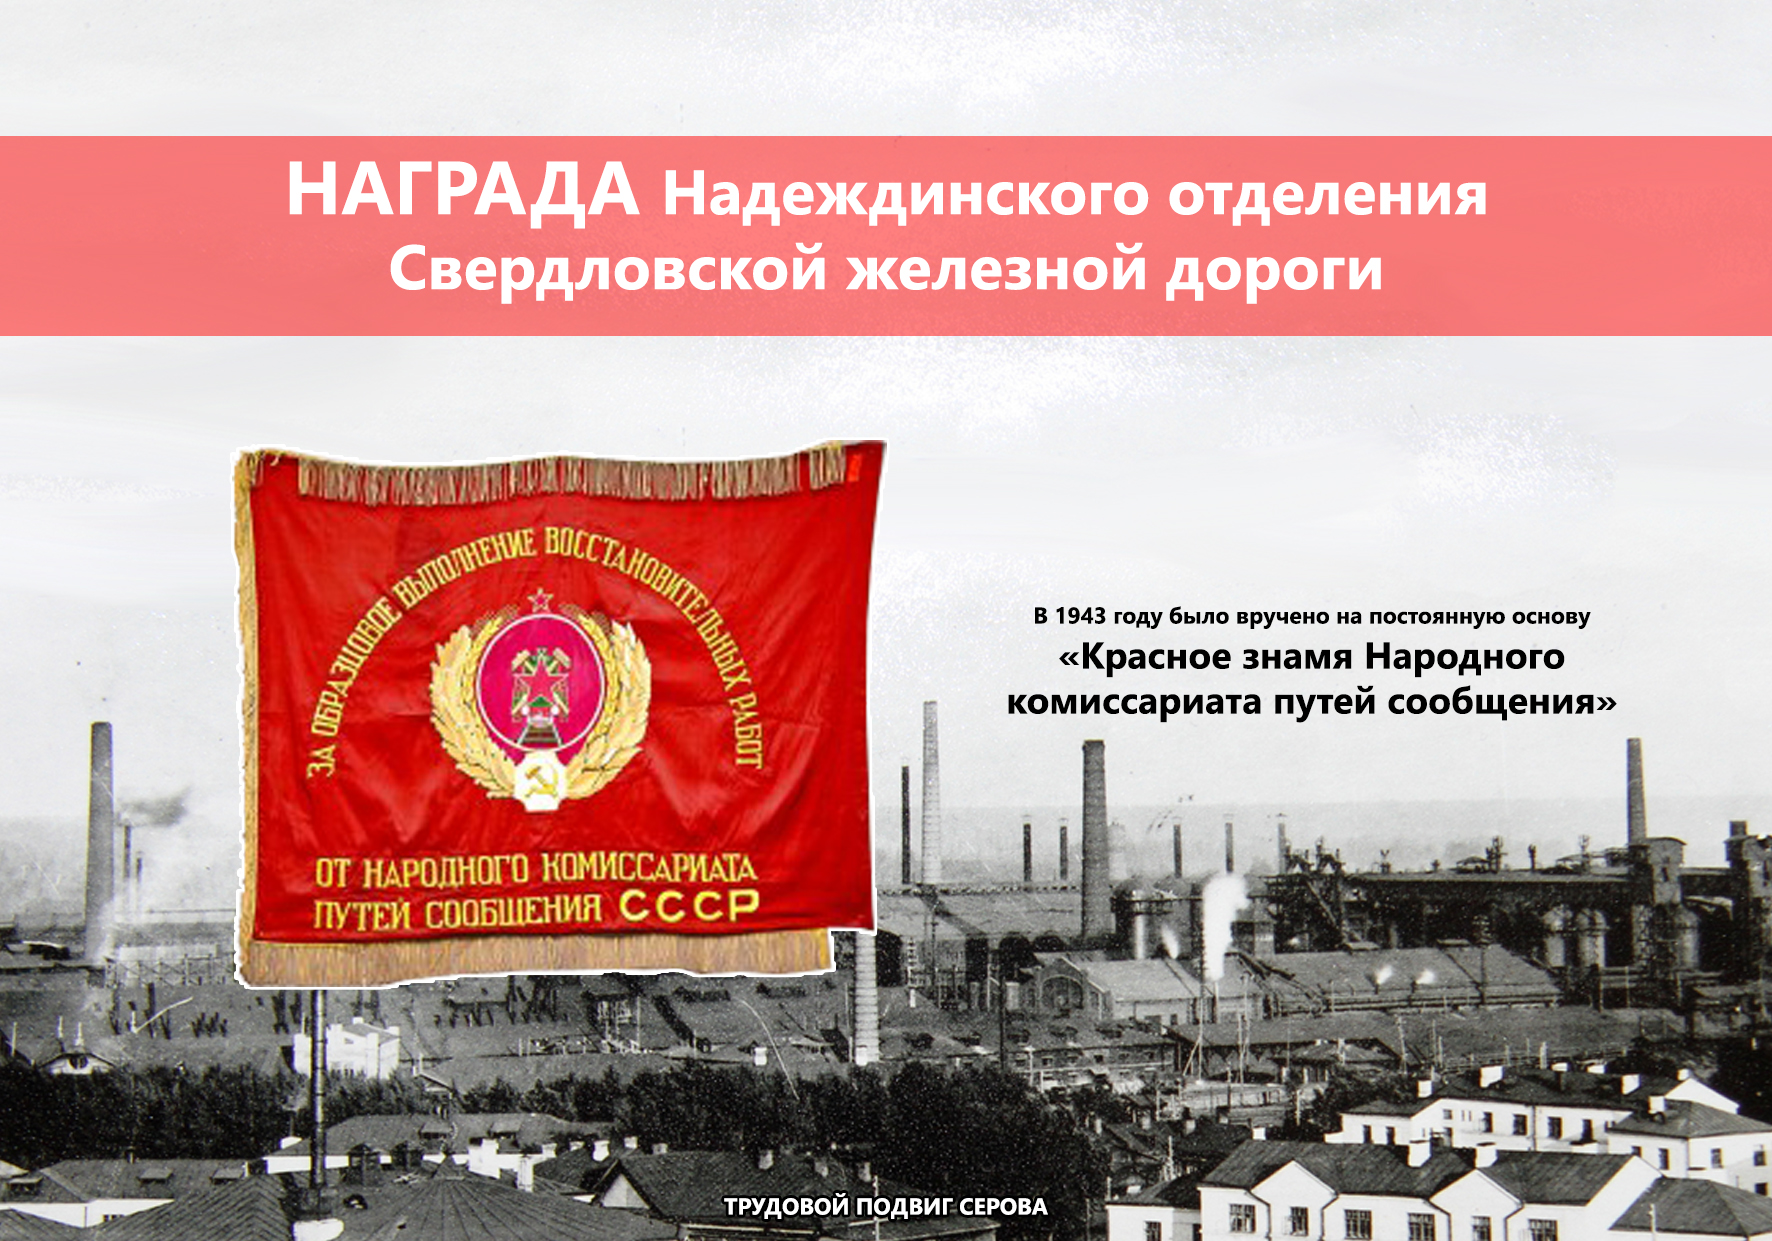 НАГРАДА Надеждинского отделения
Свердловской железной дороги
ЗА ОБРАЗЦОВОЕ ВЫПОЛНЕНИЕ ВОССТАНОВИТЕЛЬНЫХ РАБОТ
ОТ НАРОДНОГО КОМИССАРИАТА
ПУТЕЙ СООБЩЕНИЯ СССР
В 1943 году было вручено на постоянную основу
«Красное знамя Народного
комиссариата путей сообщения»
ТРУДОВОЙ ПОДВИГ СЕРОВА